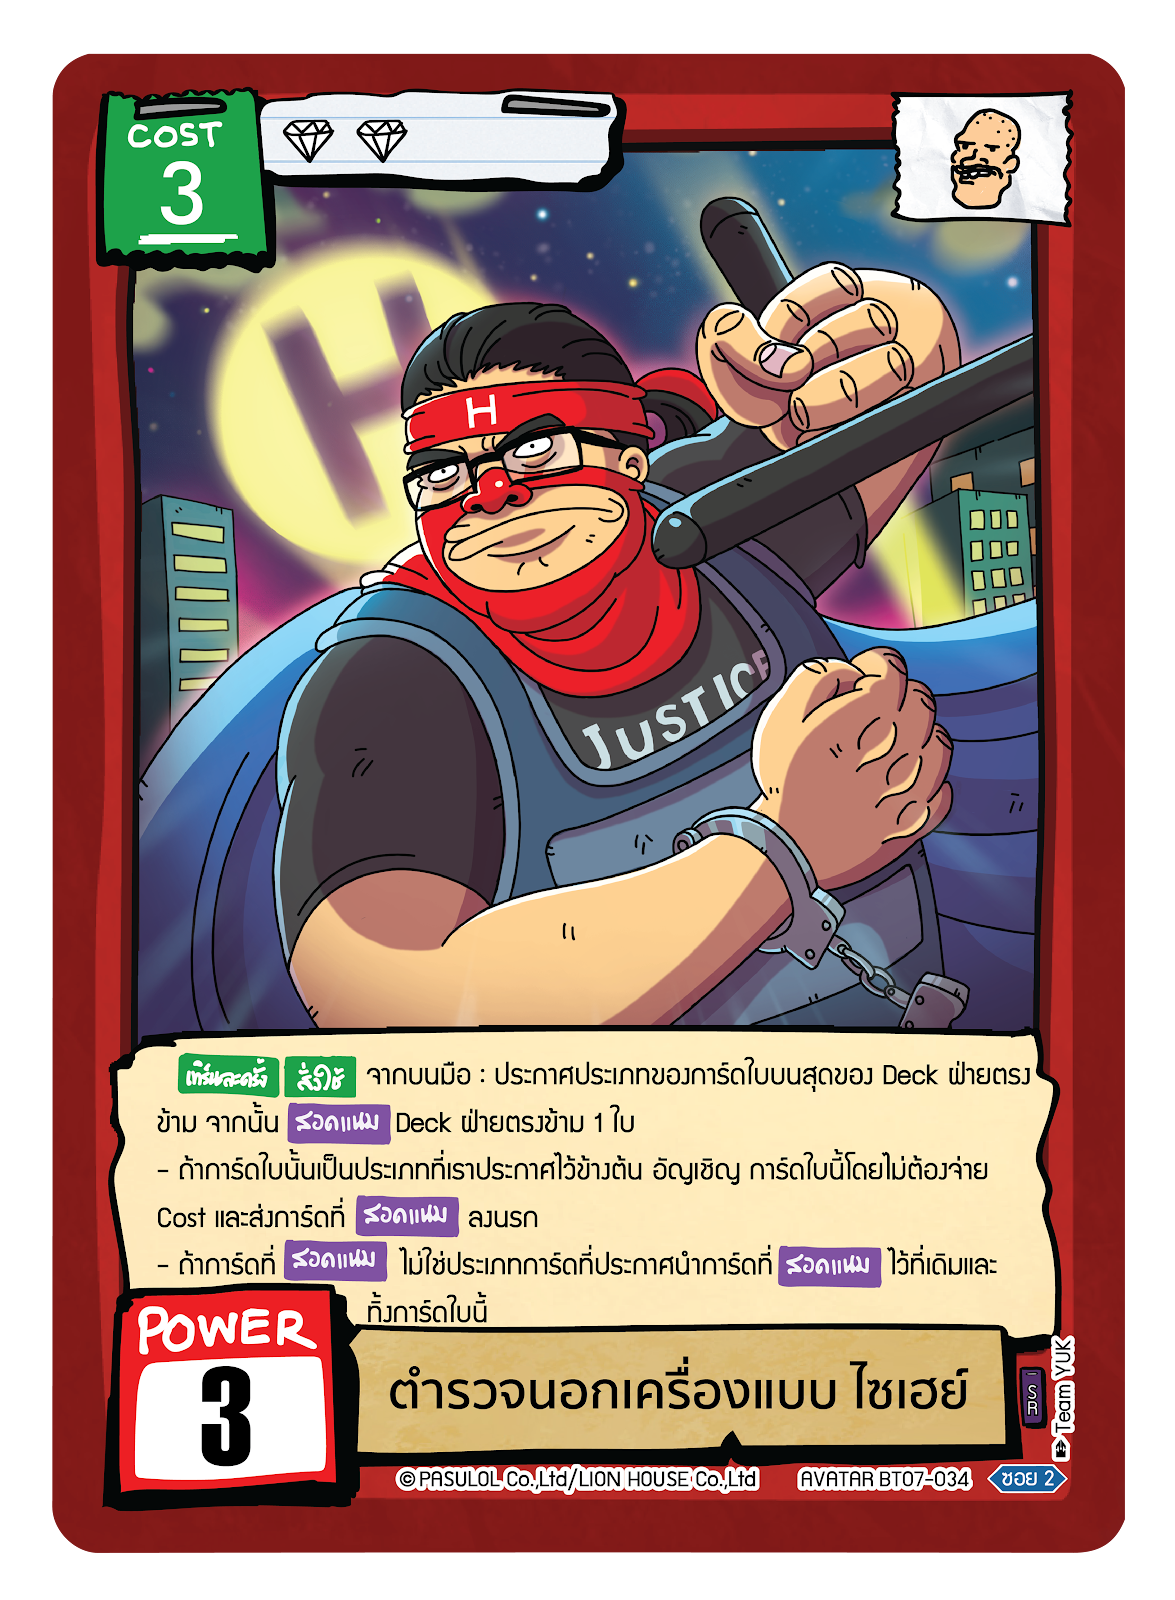 COST
3
H
H
JUSTICE
เทิร์นละครั้ง สั่งใช้ จากบนมือ : ประกาศประเภทของการ์ดใบบนสุดของ Deck ฝ่ายตรง
ข้าม จากนั้น สอดแนม Deck ฝ่ายตรงข้าม 1 ใบ
- ถ้าการ์ดใบนั้นเป็นประเภทที่เราประกาศไว้ข้างต้น อัญเชิญ การ์ดใบนี้โดยไม่ต้องจ่าย
Cost และส่งการ์ดที่ สอดแนม ลงนรก
- ถ้าการ์ดที่ สอดแนม ไม่ใช่ประเภทการ์ดที่ประกาศนำการ์ดที่ สอดแนม ไว้ที่เดิมและ
ทิ้งการ์ดใบนี้
POWER
3
ตำรวจนอกเครื่องแบบ ไซเฮย์
SR
Team YUK
© PASULOL Co.,Ltd/LION HOUSE Co.,Ltd AVATAR BT07-034 ซอย 2